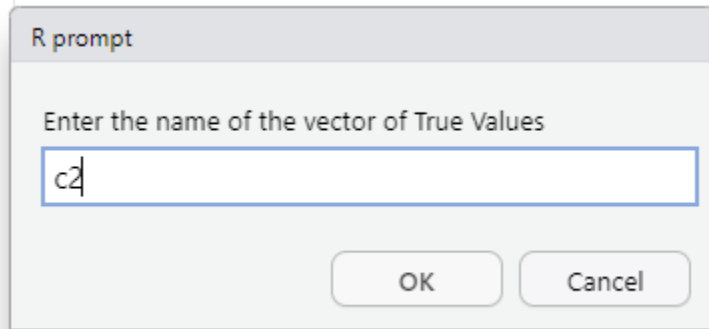 R prompt
Enter the name of the vector of True Values
c2
OK
Cancel